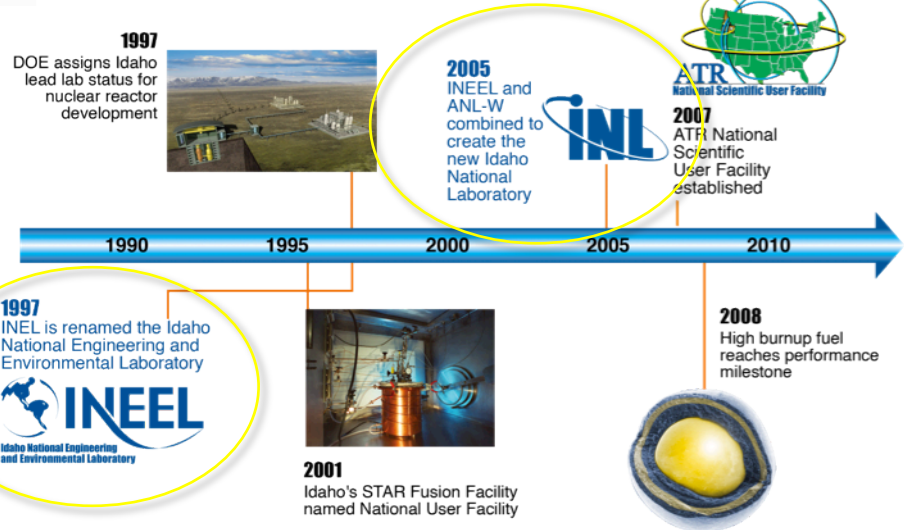 1997
DOE assigns Idaho
lead lab status for
nuclear reactor
development
2005
INEEL and
ANL-W
combined to
create the
new Idaho
National
Laboratory
INL
ATR
National Scientific User Facility
2007
ATR National
Scientific
User Facility
established
1990 1995 2000 2005 2010
1997
INEL is renamed the Idaho
National Engineering and
Environmental Laboratory
INEEL
Idaho National Engineering
and Environmental Laboratory
2001
Idaho's STAR Fusion Facility
named National User Facility
2008
High burnup fuel
reaches performance
milestone